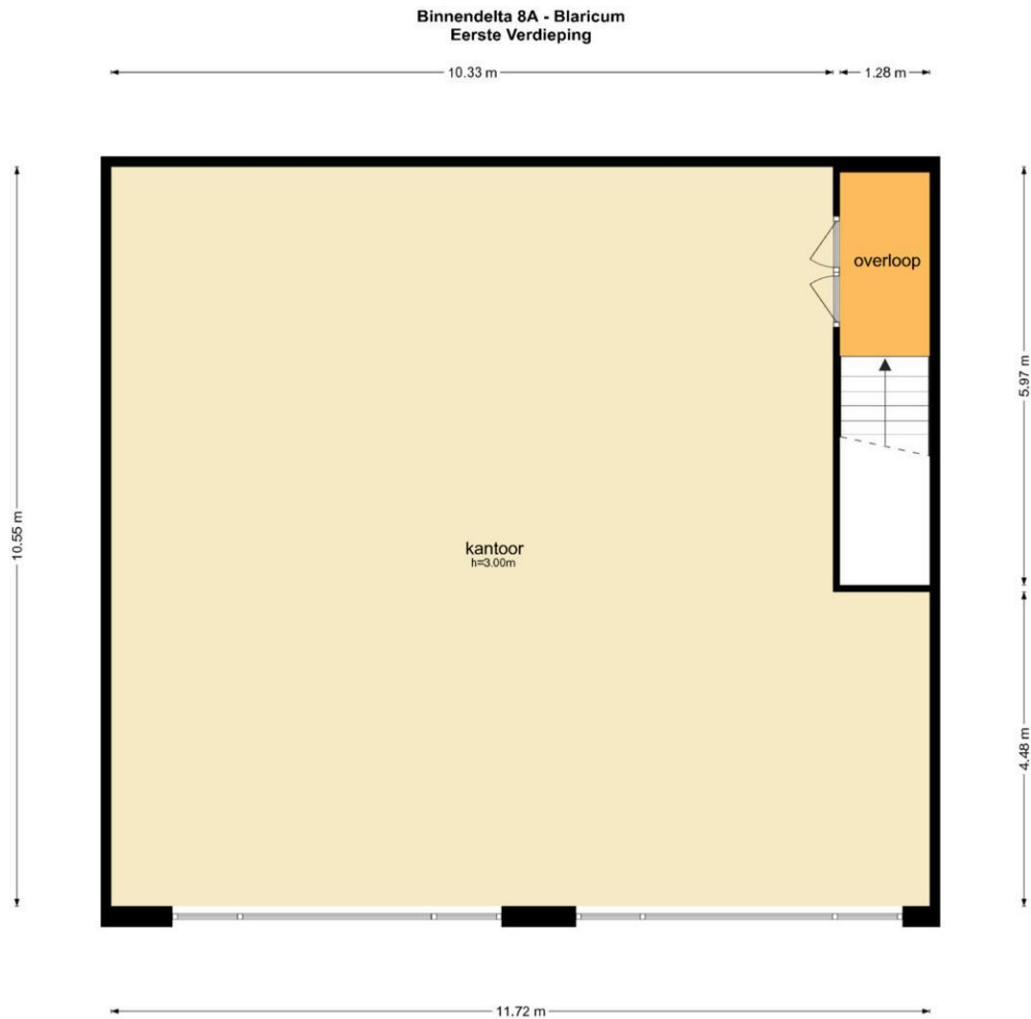 Binnendelta 8A - Blaricum
Eerste Verdieping
10.33 m
1.28 m
overloop
5.97 m
10.55 m
kantoor
h=3.00m
4.48 m
11.72 m